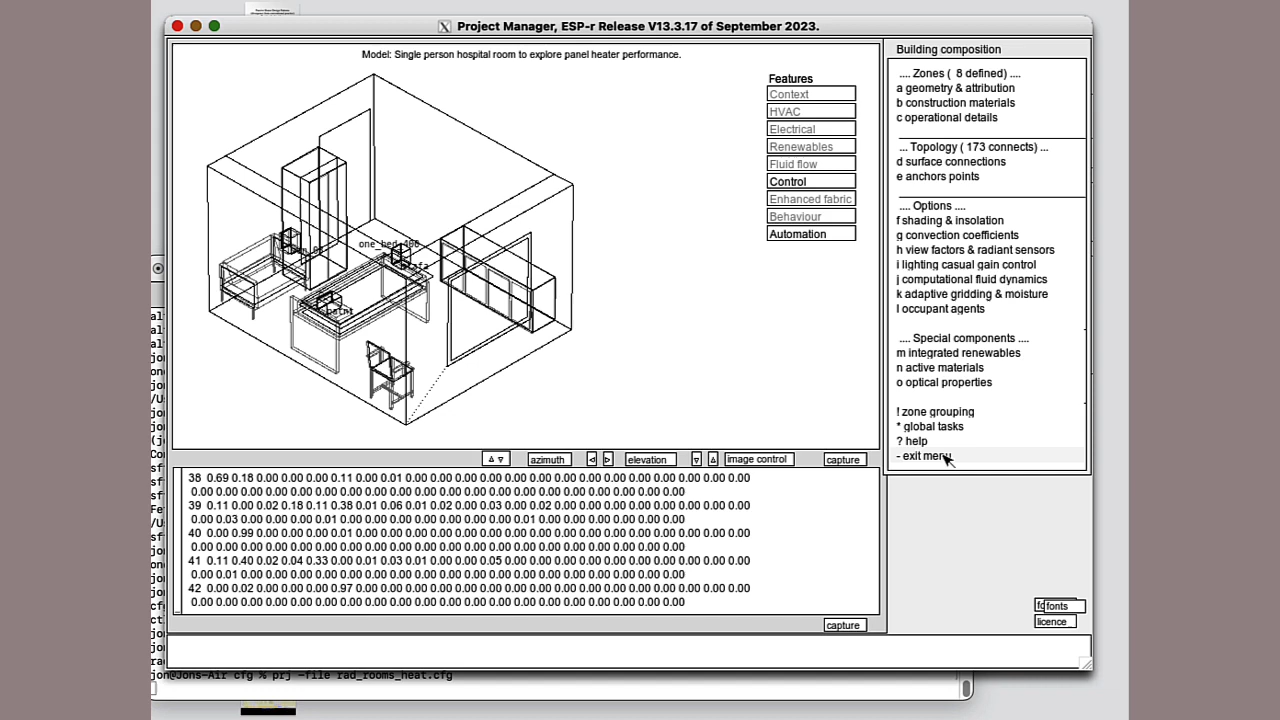 Project Manager, ESP-r Release V13.3.17 of September 2023.
Model: Single person hospital room to explore panel heater performance.
Features
Context
HVAC
Electrical
Renewables
Fluid flow
Control
Enhanced fabric
Behaviour
Automation
one_bed_400
azimuth
elevation
image control
capture
38 0.69 0.18 0.00 0.00 0.00 0.11 0.00 0.01 0.00 0.00 0.00 0.00 0.00 0.00 0.00 0.00 0.00 0.00 0.00 0.00 0.00
0.00 0.00 0.00 0.00 0.00 0.00 0.00 0.00 0.00 0.00 0.00 0.00 0.00 0.00 0.00 0.00 0.00 0.00 0.00 0.00
39 0.11 0.00 0.02 0.18 0.11 0.38 0.01 0.06 0.01 0.02 0.00 0.03 0.00 0.02 0.00 0.00 0.00 0.00 0.00 0.00 0.00 0.00
0.00 0.03 0.00 0.00 0.00 0.01 0.00 0.00 0.00 0.00 0.00 0.00 0.00 0.01 0.00 0.00 0.00 0.00 0.00 0.00
40 0.00 0.99 0.00 0.00 0.00 0.01 0.00 0.00 0.00 0.00 0.00 0.00 0.00 0.00 0.00 0.00 0.00 0.00 0.00 0.00 0.00 0.00
0.00 0.00 0.00 0.00 0.00 0.00 0.00 0.00 0.00 0.00 0.00 0.00 0.00 0.00 0.00 0.00 0.00 0.00 0.00 0.00
41 0.11 0.40 0.02 0.04 0.33 0.00 0.01 0.03 0.01 0.00 0.00 0.05 0.00 0.00 0.00 0.00 0.00 0.00 0.00 0.00 0.00 0.00
0.00 0.01 0.00 0.00 0.00 0.00 0.00 0.00 0.00 0.00 0.00 0.00 0.00 0.00 0.00 0.00 0.00 0.00 0.00 0.00
42 0.00 0.02 0.00 0.00 0.00 0.97 0.00 0.00 0.00 0.00 0.00 0.00 0.00 0.00 0.00 0.00 0.00 0.00 0.00 0.00 0.00 0.00
0.00 0.00 0.00 0.00 0.00 0.00 0.00 0.00 0.00 0.00 0.00 0.00 0.00 0.00 0.00 0.00 0.00 0.00 0.00 0.00
capture
Building composition
.... Zones ( 8 defined) ....
a geometry & attribution
b construction materials
c operational details
... Topology ( 173 connects) ...
d surface connections
e anchors points
.... Options ....
f shading & insolation
g convection coefficients
h view factors & radiant sensors
i lighting casual gain control
j computational fluid dynamics
k adaptive gridding & moisture
l occupant agents
.... Special components ....
m integrated renewables
n active materials
o optical properties
! zone grouping
* global tasks
? help
- exit menu
fonts
licence
jon@Jons-Air cfg % prj -file rad_rooms_heat.cfg